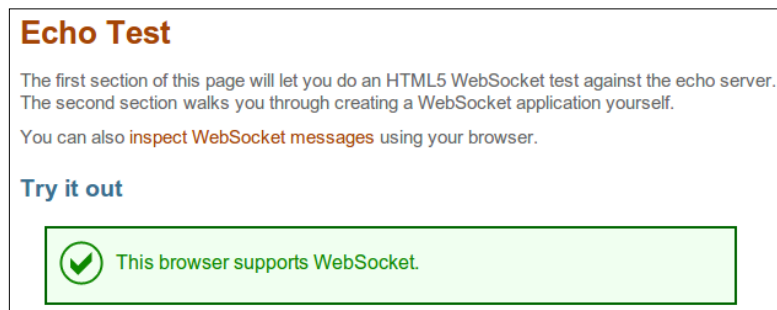 Echo Test
The first section of this page will let you do an HTML5 WebSocket test against the echo server.
The second section walks you through creating a WebSocket application yourself.
You can also inspect WebSocket messages using your browser.
Try it out
This browser supports WebSocket.